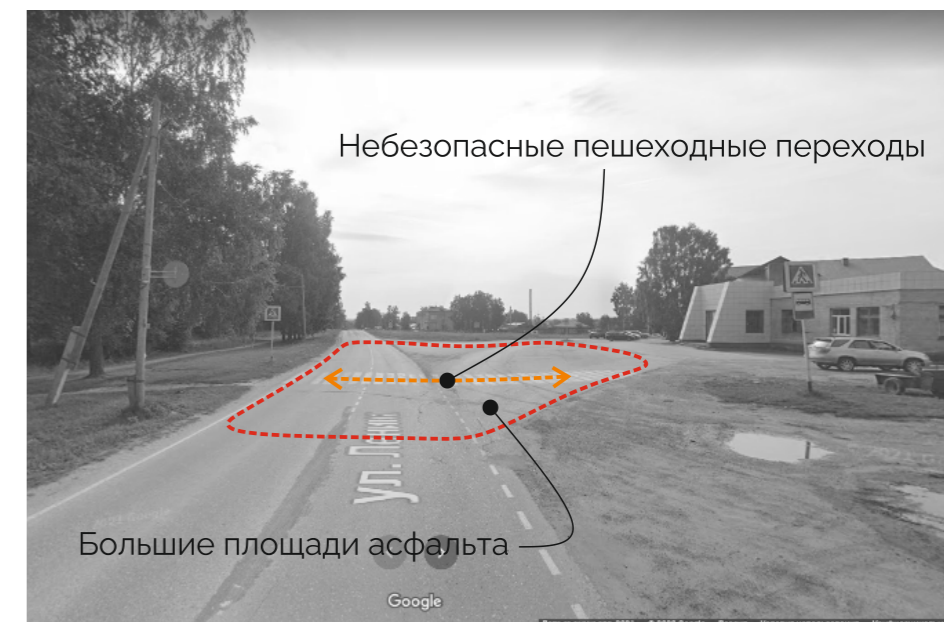 Небезопасные пешеходные переходы
ул. Ленина
Большие площади асфальта
Google